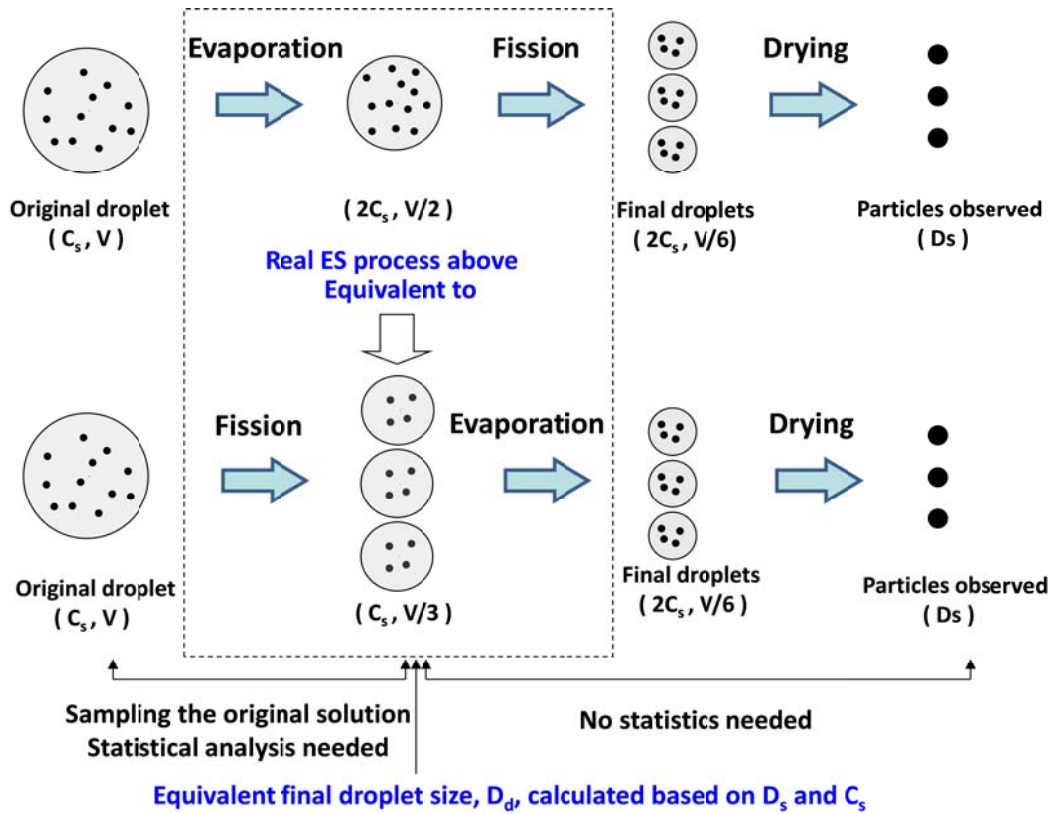 Evaporation
Fission
Drying
Original droplet
( Cs , V )
( 2Cs , V/2 )
Final droplets
( 2Cs , V/6 )
Particles observed
( Ds )
Real ES process above
Equivalent to
Fission
Evaporation
Drying
Original droplet
( Cs , V )
( Cs , V/3 )
Final droplets
( 2Cs , V/6 )
Particles observed
( Ds )
Sampling the original solution
Statistical analysis needed
No statistics needed
Equivalent final droplet size, Dd, calculated based on Ds and Cs